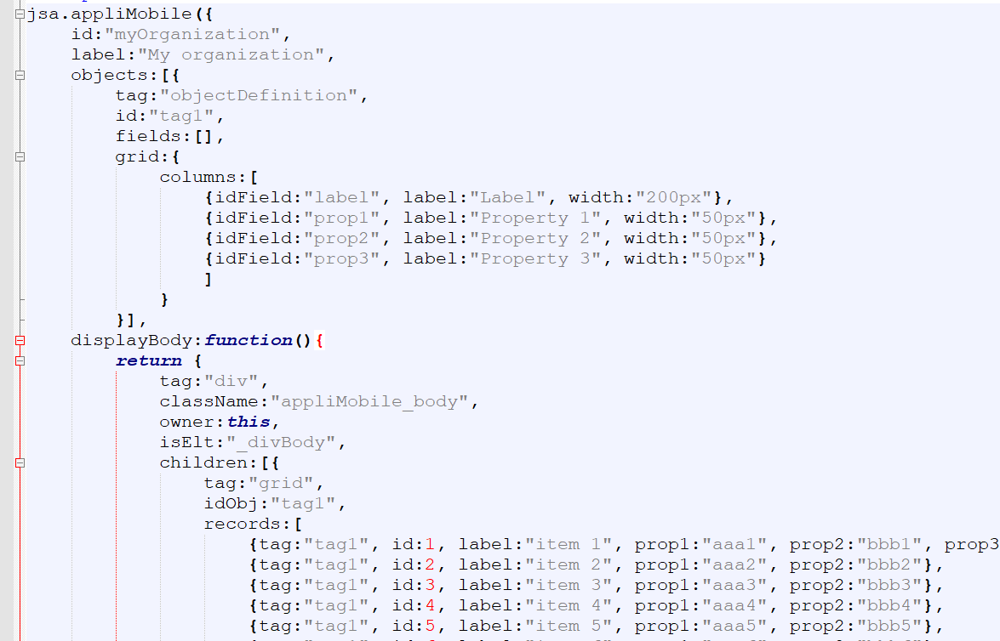 jsa.appliMobile({
    id:"myOrganization",
    label:"My organization",
    objects:[{
        tag:"objectDefinition",
        id:"tag1",
        fields:[],
        grid:{
            columns:[
                {idField:"label", label:"Label", width:"200px"},
                {idField:"prop1", label:"Property 1", width:"50px"},
                {idField:"prop2", label:"Property 2", width:"50px"},
                {idField:"prop3", label:"Property 3", width:"50px"}
                ]
            }
        }],
    displayBody:function(){
        return {
            tag:"div",
            className:"appliMobile_body",
            owner:this,
            isElt:"_divBody",
            children:[{
                tag:"grid",
                idObj:"tag1",
                records:[
                    {tag:"tag1", id:1, label:"item 1", prop1:"aaa1", prop2:"bbb1", prop3
                    {tag:"tag1", id:2, label:"item 2", prop1:"aaa2", prop2:"bbb2"},
                    {tag:"tag1", id:3, label:"item 3", prop1:"aaa3", prop2:"bbb3"},
                    {tag:"tag1", id:4, label:"item 4", prop1:"aaa4", prop2:"bbb4"},
                    {tag:"tag1", id:5, label:"item 5", prop1:"aaa5", prop2:"bbb5"},